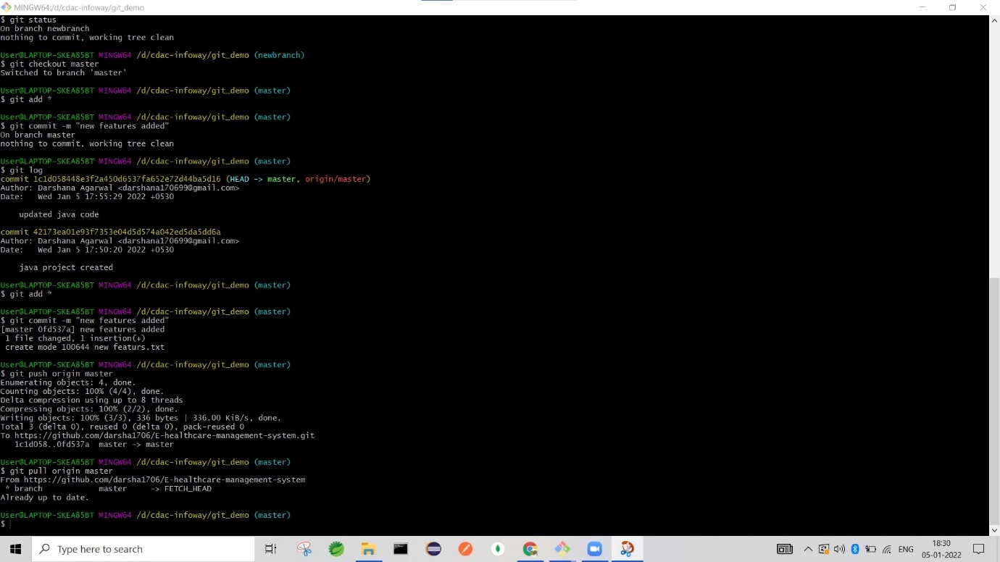 MINGW64:/d/cdac-infoway/git_demo
$ git status
On branch newbranch
nothing to commit, working tree clean
User@LAPTOP-SKEA85BT MINGW64 /d/cdac-infoway/git_demo (newbranch)
$ git checkout master
Switched to branch 'master'
User@LAPTOP-SKEA85BT MINGW64 /d/cdac-infoway/git_demo (master)
$ git add *
User@LAPTOP-SKEA85BT MINGW64 /d/cdac-infoway/git_demo (master)
$ git commit -m "new features added"
On branch master
nothing to commit, working tree clean
User@LAPTOP-SKEA85BT MINGW64 /d/cdac-infoway/git_demo (master)
$ git log
commit 1c1d058448e3f2a450d6537fa652e72d44ba5d16 (HEAD -> master, origin/master)
Author: Darshana Agarwal <darshana170699@gmail.com>
Date:   Wed Jan 5 17:55:29 2022 +0530
    updated java code
commit 42173ea01e93f7353e04d5d574a042ed5da5dd6a
Author: Darshana Agarwal <darshana170699@gmail.com>
Date:   Wed Jan 5 17:50:20 2022 +0530
    java project created
User@LAPTOP-SKEA85BT MINGW64 /d/cdac-infoway/git_demo (master)
$ git add *
User@LAPTOP-SKEA85BT MINGW64 /d/cdac-infoway/git_demo (master)
$ git commit -m "new features added"
[master 0fd537a] new features added
 1 file changed, 1 insertion(+)
 create mode 100644 new featurs.txt
User@LAPTOP-SKEA85BT MINGW64 /d/cdac-infoway/git_demo (master)
$ git push origin master
Enumerating objects: 4, done.
Counting objects: 100% (4/4), done.
Delta compression using up to 8 threads
Compressing objects: 100% (2/2), done.
Writing objects: 100% (3/3), 336 bytes | 336.00 KiB/s, done.
Total 3 (delta 0), reused 0 (delta 0), pack-reused 0
To https://github.com/darsha1706/E-healthcare-management-system.git
   1c1d058..0fd537a  master -> master
User@LAPTOP-SKEA85BT MINGW64 /d/cdac-infoway/git_demo (master)
$ git pull origin master
From https://github.com/darsha1706/E-healthcare-management-system
 * branch            master     -> FETCH_HEAD
Already up to date.
User@LAPTOP-SKEA85BT MINGW64 /d/cdac-infoway/git_demo (master)
$
Type here to search
ENG
18:30
05-01-2022